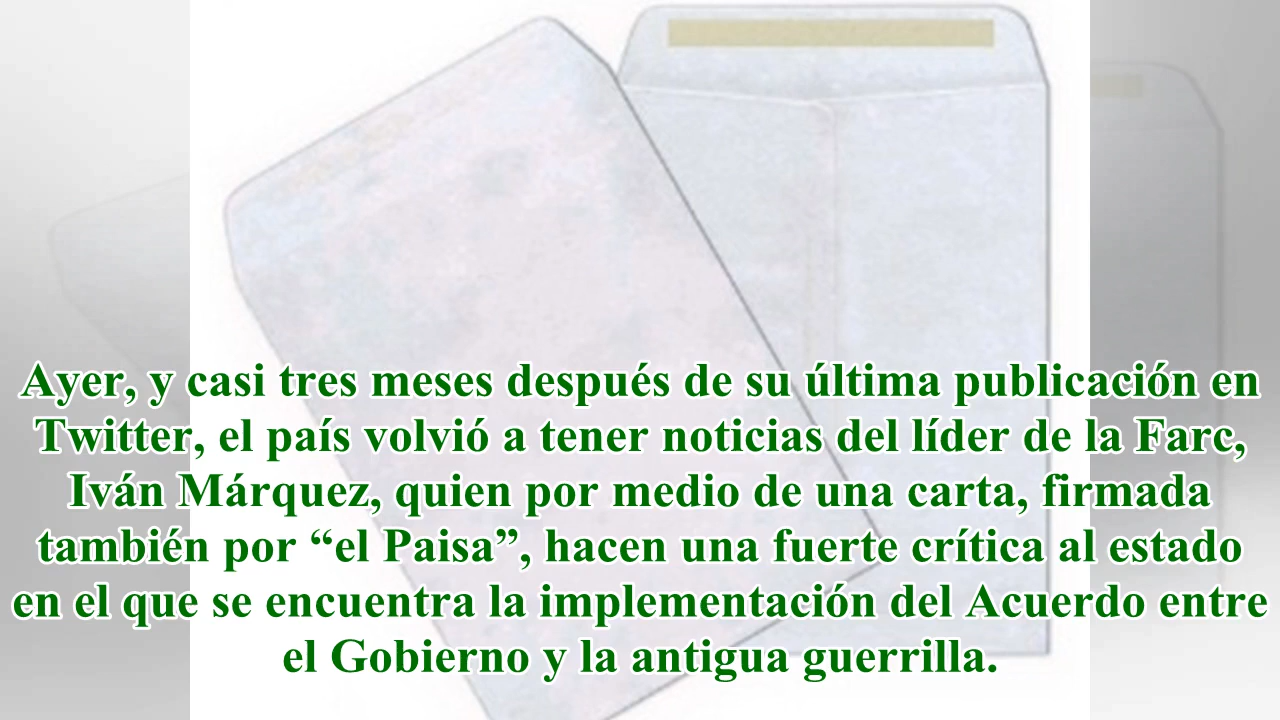 Ayer, y casi tres meses después de su última publicación en
Twitter, el país volvió a tener noticias del líder de la Farc,
Iván Márquez, quien por medio de una carta, firmada
también por “el Paisa”, hacen una fuerte crítica al estado
en el que se encuentra la implementación del Acuerdo entre
el Gobierno y la antigua guerrilla.